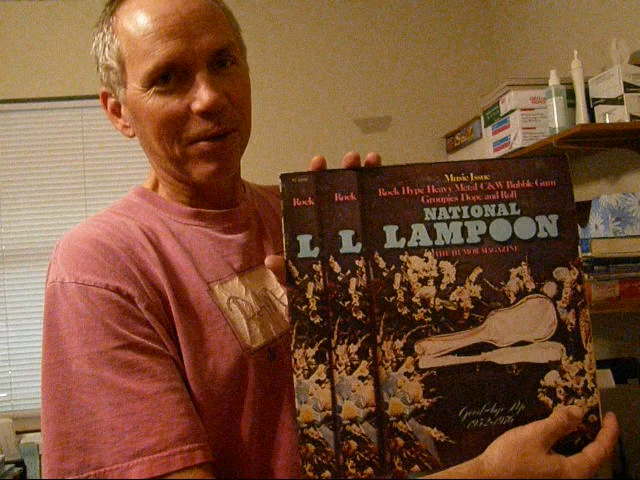 Music Issue
Rock Hype Heavy Metal C&W Bubble Gum
Groupies Dope and Roll
NATIONAL
LAMPOON
THE HUMOR MAGAZINE
Good-bye Pop
1952-1976
Rock
L
Rock
L